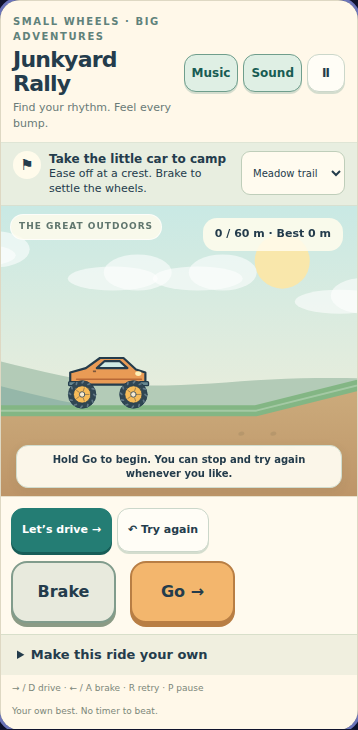 SMALL WHEELS · BIG
ADVENTURES
Junkyard
Rally
Find your rhythm. Feel every
bump.
Music
Sound
⏸
⚑
Take the little car to camp
Ease off at a crest. Brake to
settle the wheels.
Meadow trail
THE GREAT OUTDOORS
0 / 60 m · Best 0 m
Hold Go to begin. You can stop and try again
whenever you like.
Let’s drive →
↶ Try again
Brake
Go →
▶ Make this ride your own
→ / D drive · ← / A brake · R retry · P pause
Your own best. No timer to beat.